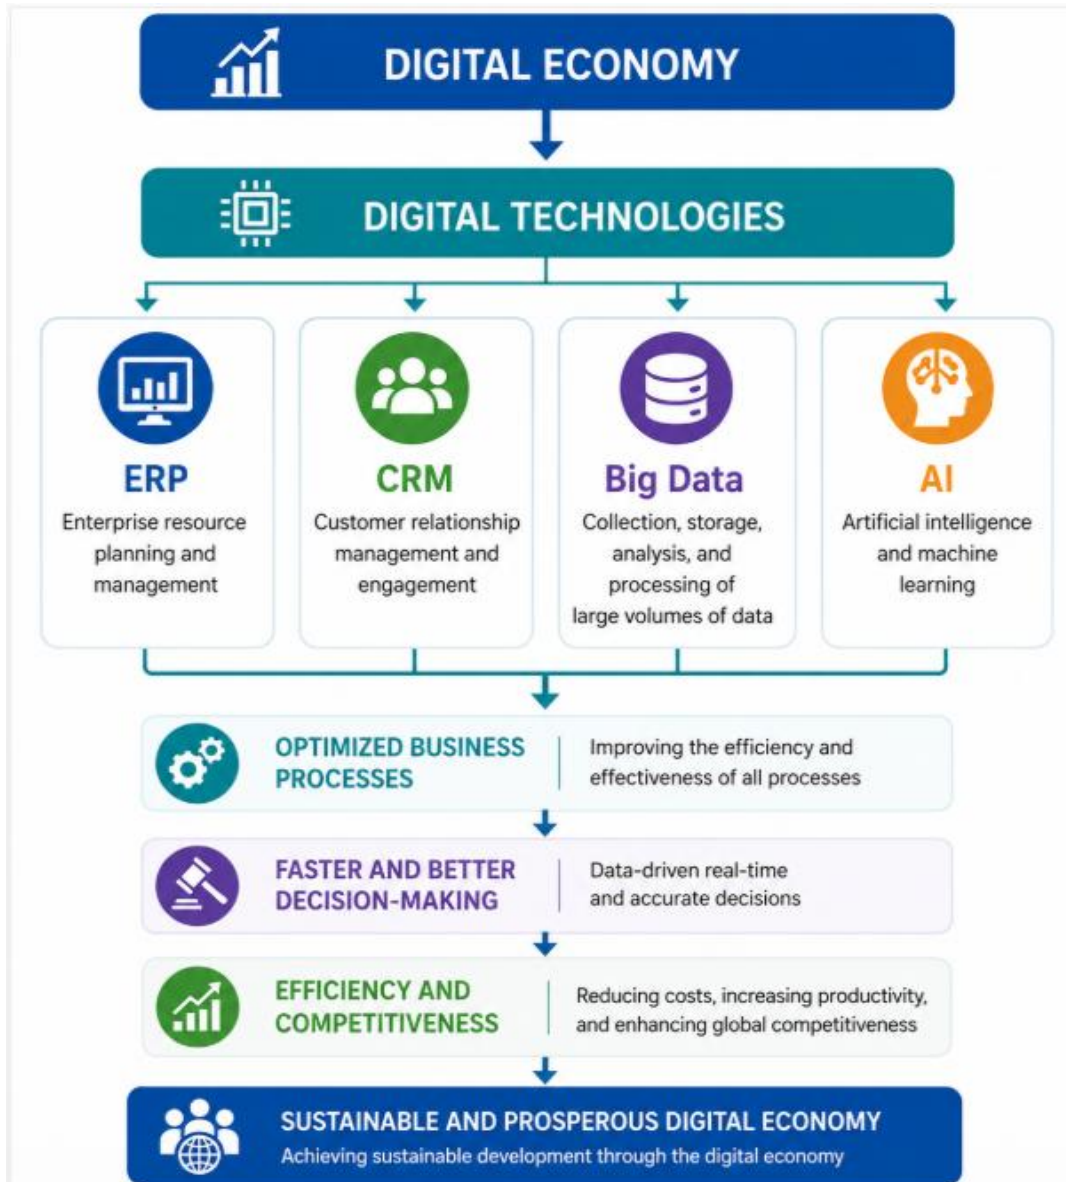 DIGITAL ECONOMY
DIGITAL TECHNOLOGIES
ERP
Enterprise resource
planning and
management
CRM
Customer relationship
management and
engagement
Big Data
Collection, storage,
analysis, and
processing of
large volumes of data
AI
Artificial intelligence
and machine
learning
OPTIMIZED BUSINESS
PROCESSES
Improving the efficiency and
effectiveness of all processes
FASTER AND BETTER
DECISION-MAKING
Data-driven real-time
and accurate decisions
EFFICIENCY AND
COMPETITIVENESS
Reducing costs, increasing productivity,
and enhancing global competitiveness
SUSTAINABLE AND PROSPEROUS DIGITAL ECONOMY
Achieving sustainable development through the digital economy